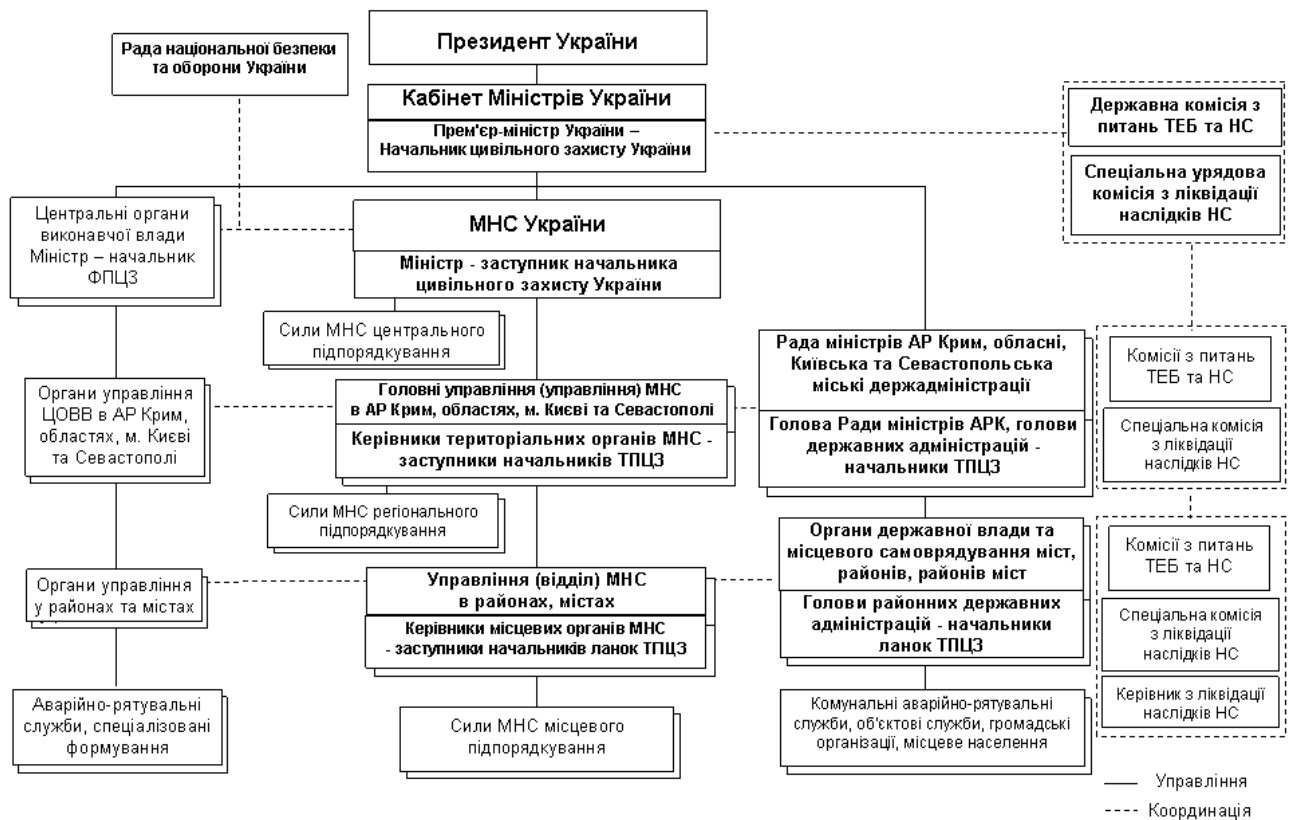 Президент України
Рада національної безпеки
та оборони України
Кабінет Міністрів України
Прем'єр-міністр України –
Начальник цивільного захисту України
Державна комісія з
питань ТЕБ та НС
Спеціальна урядова
комісія з ліквідації
наслідків НС
Центральні органи
виконавчої влади
Міністр – начальник
ФПЦЗ
МНС України
Міністр - заступник начальника
цивільного захисту України
Сили МНС центрального
підпорядкування
Рада міністрів АР Крим, обласні,
Київська та Севастопольська
міські держадміністрації
Голова Ради міністрів АРК, голови
державних адміністрацій -
начальники ТПЦЗ
Комісії з питань
ТЕБ та НС
Спеціальна комісія
з ліквідації
наслідків НС
Органи управління
ЦОВВ в АР Крим,
областях, м. Києві
та Севастополі
Головні управління (управління) МНС
в АР Крим, областях, м. Києві та Севастополі
Керівники територіальних органів МНС -
заступники начальників ТПЦЗ
Сили МНС регіонального
підпорядкування
Органи державної влади та
місцевого самоврядування міст,
районів, районів міст
Голови районних державних
адміністрацій - начальники
ланок ТПЦЗ
Комісії з питань
ТЕБ та НС
Спеціальна комісія
з ліквідації
наслідків НС
Керівник з ліквідації
наслідків НС
Органи управління
у районах та містах
Управління (відділ) МНС
в районах, містах
Керівники місцевих органів МНС
- заступники начальників ланок ТПЦЗ
Аварійно-рятувальні
служби, спеціалізовані
формування
Сили МНС місцевого
підпорядкування
Комунальні аварійно-рятувальні
служби, об'єктові служби, громадські
організації, місцеве населення
Управління
Координація